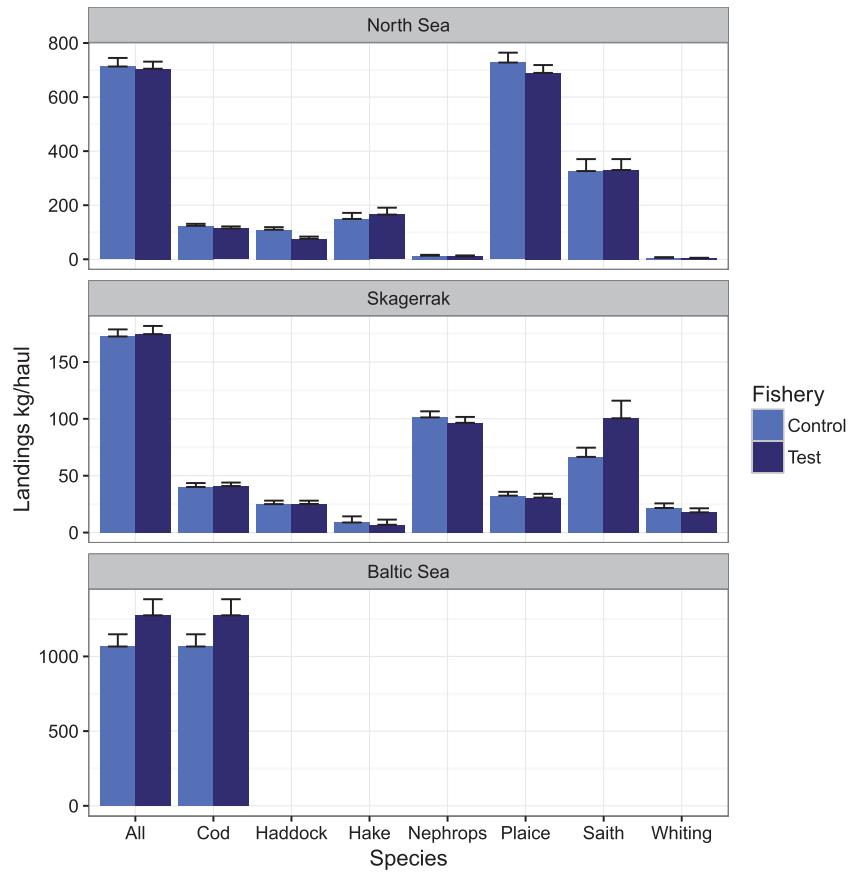 North Sea
800
600
400
200
0
Skagerrak
150
100
50
0
Baltic Sea
1000
500
0
Landings kg/haul
All Cod Haddock Hake Nephrops Plaice Saith Whiting
Species
Fishery
Control
Test